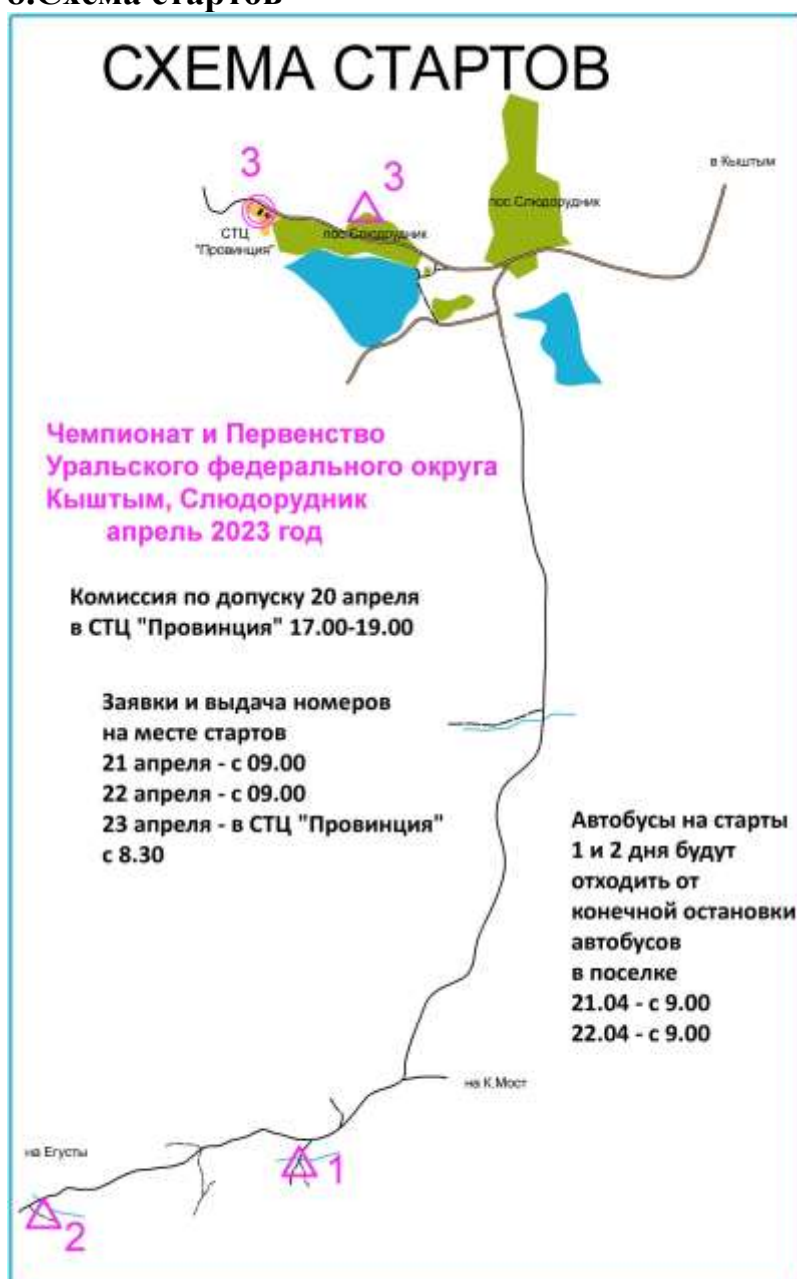 8.Схема стартов
СХЕМА СТАРТОВ
3
3
в Кыштым
пос.Слюдорудник
СТЦ
"Провинция"
пос.Слюдрудник
Чемпионат и Первенство
Уральского федерального округа
Кыштым, Слюдорудник
апрель 2023 год
Комиссия по допуску 20 апреля
в СТЦ "Провинция" 17.00-19.00
Заявки и выдача номеров
на месте стартов
21 апреля - с 09.00
22 апреля - с 09.00
23 апреля - в СТЦ "Провинция"
с 8.30
Автобусы на старты
1 и 2 дня будут
отходить от
конечной остановки
автобусов
в поселке
21.04 - с 9.00
22.04 - с 9.00
на К.Мост
на Егусты
1
2